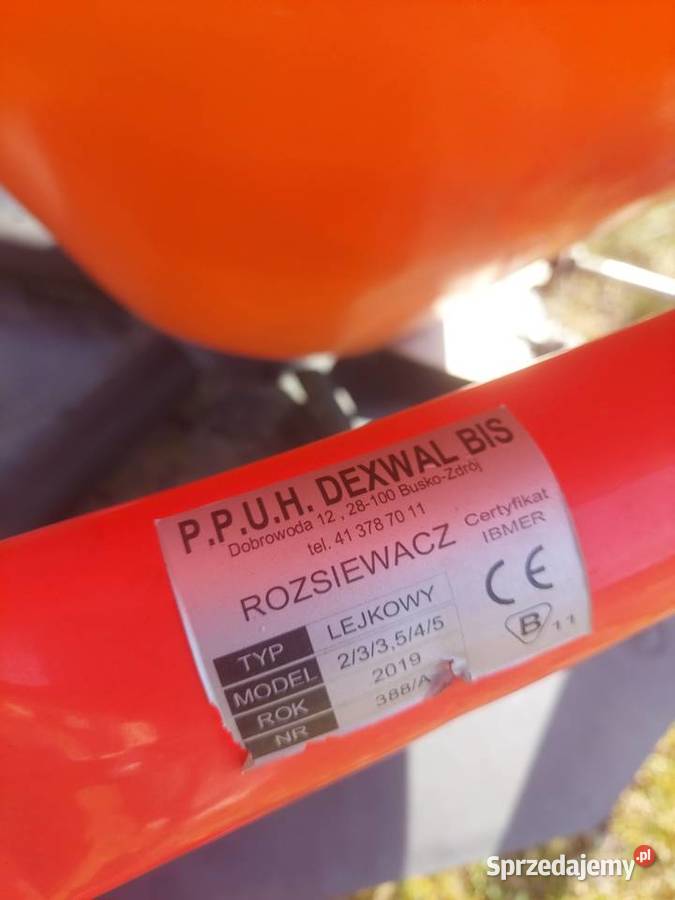 P.P.U.H. DEXWAL BIS
Dobrowoda 12 , 28-100 Busko-Zdrój
tel. 41 378 70 11
ROZSIEWACZ
Certyfikat
IBMER
CE
B 11
TYP LEJKOWY
MODEL 2/3/3,5/4/5
ROK 2019
NR 388/A
Sprzedajemy.pl